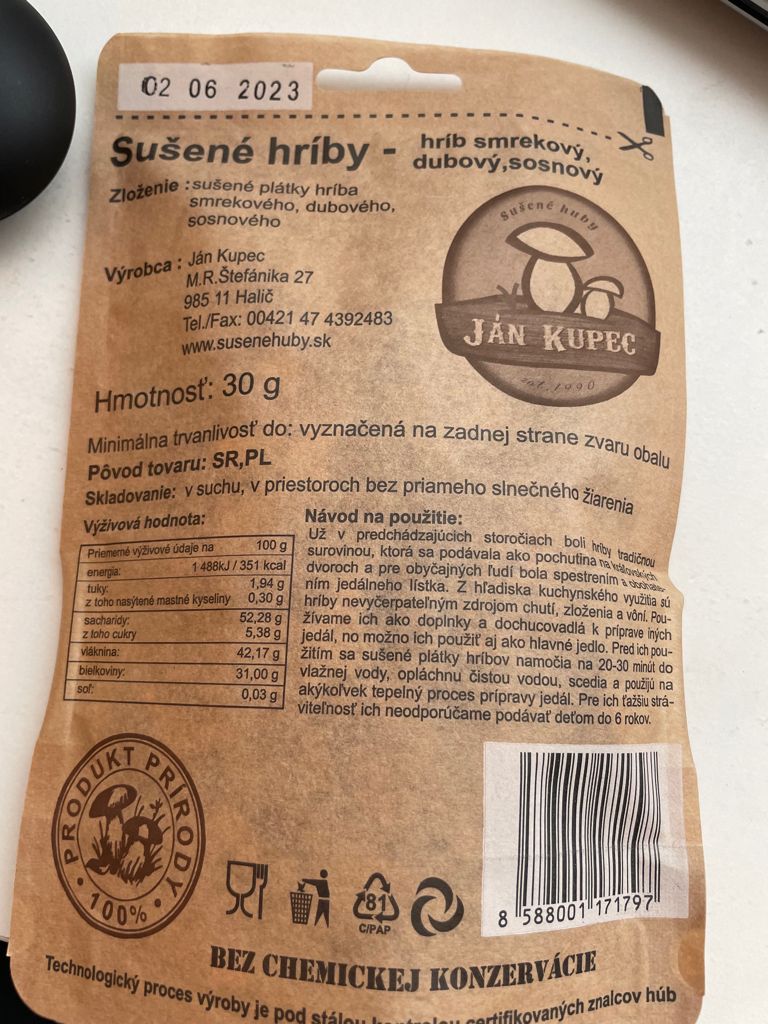 02 06 2023
Sušené hríby - hríb smrekový,
dubový,sosnový
Zloženie : sušené plátky hríba
smrekového, dubového,
sosnového
Sušené huby
JÁN KUPEC
est. 1990
Výrobca : Ján Kupec
M.R.Štefánika 27
985 11 Halič
Tel./Fax: 00421 47 4392483
www.susenehuby.sk
Hmotnosť: 30 g
Minimálna trvanlivosť do: vyznačená na zadnej strane zvaru obalu
Pôvod tovaru: SR,PL
Skladovanie: v suchu, v priestoroch bez priameho slnečného žiarenia
Výživová hodnota:
Priemerné výživové údaje na 100 g
energia: 1 488kJ / 351 kcal
tuky: 1,94 g
z toho nasýtené mastné kyseliny 0,30 g
sacharidy: 52,28 g
z toho cukry 5,38 g
vláknina: 42,17 g
bielkoviny: 31,00 g
soľ: 0,03 g
Návod na použitie:
Už v predchádzajúcich storočiach boli hríby tradičnou
surovinou, ktorá sa podávala ako pochutina na kráľovských
dvoroch a pre obyčajných ľudí bola spestrením a obohate-
ním jedálneho lístka. Z hľadiska kuchynského využitia sú
hríby nevyčerpateľným zdrojom chutí, zloženia a vôní. Pou-
žívame ich ako doplnky a dochucovadlá k príprave iných
jedál, no možno ich použiť aj ako hlavné jedlo. Pred ich pou-
žitím sa sušené plátky hríbov namočia na 20-30 minút do
vlažnej vody, opláchnu čistou vodou, scedia a použijú na
akýkoľvek tepelný proces prípravy jedál. Pre ich ťažšiu strá-
viteľnosť ich neodporúčame podávať deťom do 6 rokov.
PRODUKT PRÍRODY
100%
81
C/PAP
8 588001 171797
BEZ CHEMICKEJ KONZERVÁCIE
Technologický proces výroby je pod stálou kontrolou certifikovaných znalcov húb